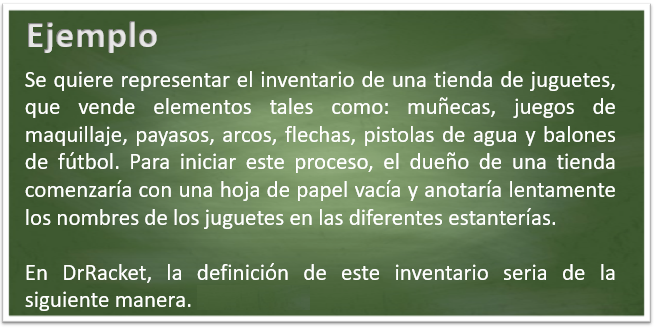 Ejemplo
Se quiere representar el inventario de una tienda de juguetes,
que vende elementos tales como: muñecas, juegos de
maquillaje, payasos, arcos, flechas, pistolas de agua y balones
de fútbol. Para iniciar este proceso, el dueño de una tienda
comenzaría con una hoja de papel vacía y anotaría lentamente
los nombres de los juguetes en las diferentes estanterías.
En DrRacket, la definición de este inventario seria de la
siguiente manera.